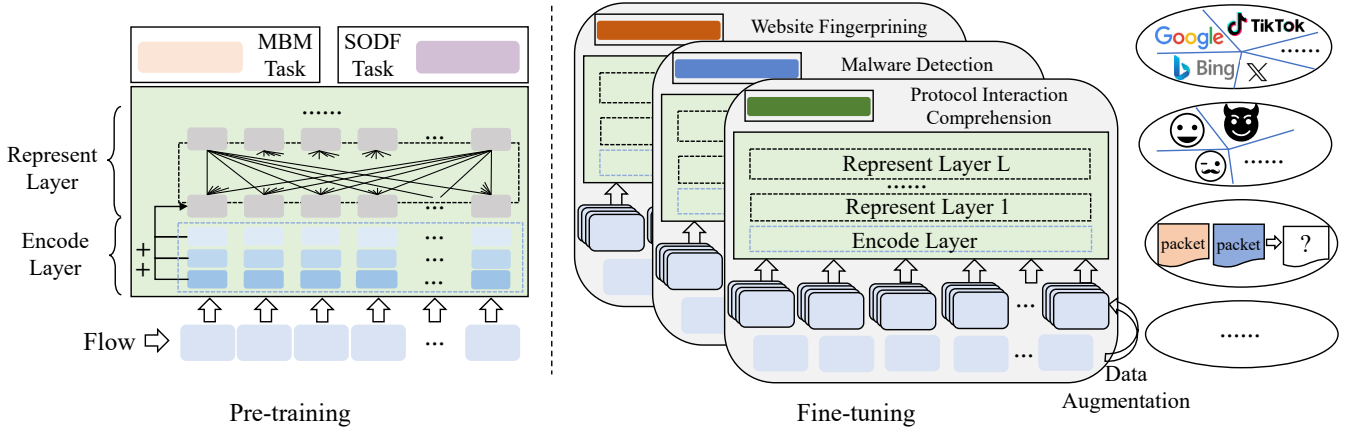 MBM
Task
SODF
Task
......
Represent
Layer
...
...
Encode
Layer
+
+
...
...
...
Flow
...
...
Pre-training
Website Fingerprining
Malware Detection
Protocol Interaction
Comprehension
Represent Layer L
......
Represent Layer 1
Encode Layer
...
...
Data
Augmentation
Fine-tuning
Google
TikTok
......
Bing
X
......
packet
packet
?
......